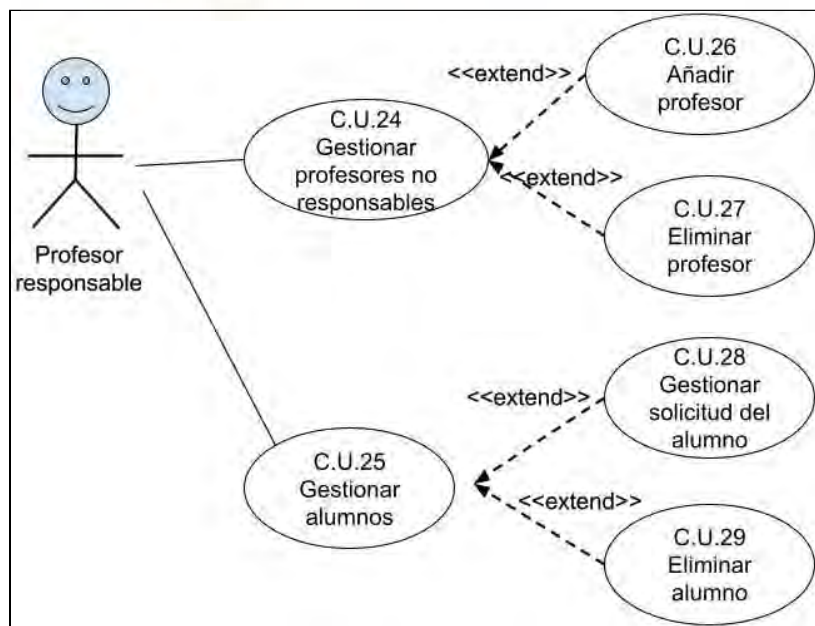 Profesor
responsable
C.U.24
Gestionar
profesores no
responsables
<<extend>>
C.U.26
Añadir
profesor
<<extend>>
C.U.27
Eliminar
profesor
C.U.25
Gestionar
alumnos
<<extend>>
C.U.28
Gestionar
solicitud del
alumno
<<extend>>
C.U.29
Eliminar
alumno